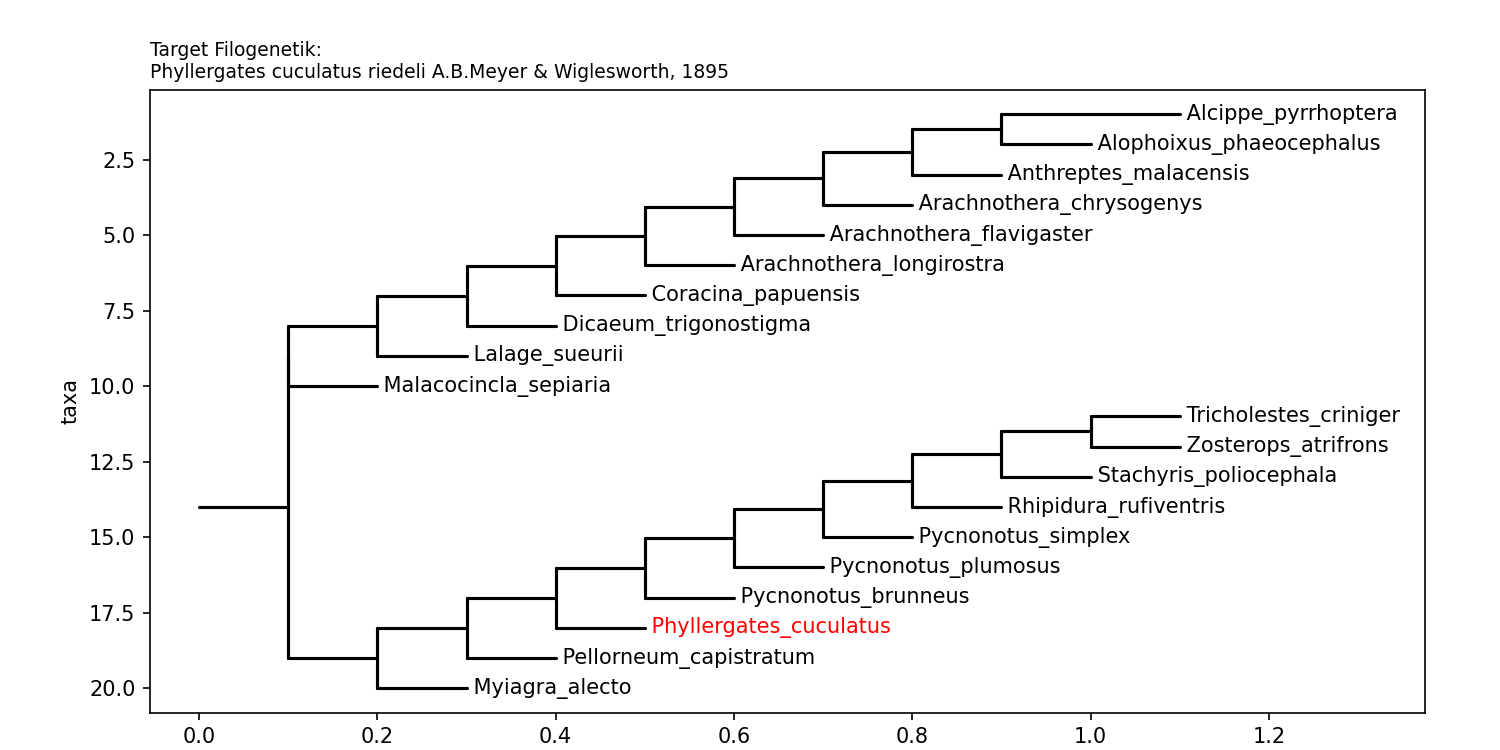 Target Filogenetik:
Phyllergates cuculatus riedeli A.B.Meyer & Wiglesworth, 1895
Alcippe_pyrrhoptera
Alophoixus_phaeocephalus
2.5
Anthreptes_malacensis
Arachnothera_chrysogenys
5.0
Arachnothera_flavigaster
Arachnothera_longirostra
Coracina_papuensis
7.5
Dicaeum_trigonostigma
Lalage_sueurii
10.0
Malacocincla_sepiaria
taxa
Tricholestes_criniger
Zosterops_atrifrons
12.5
Stachyris_poliocephala
Rhipidura_rufiventris
15.0
Pycnonotus_simplex
Pycnonotus_plumosus
Pycnonotus_brunneus
17.5
Phyllergates_cuculatus
Pellorneum_capistratum
20.0
Myiagra_alecto
0.0 0.2 0.4 0.6 0.8 1.0 1.2